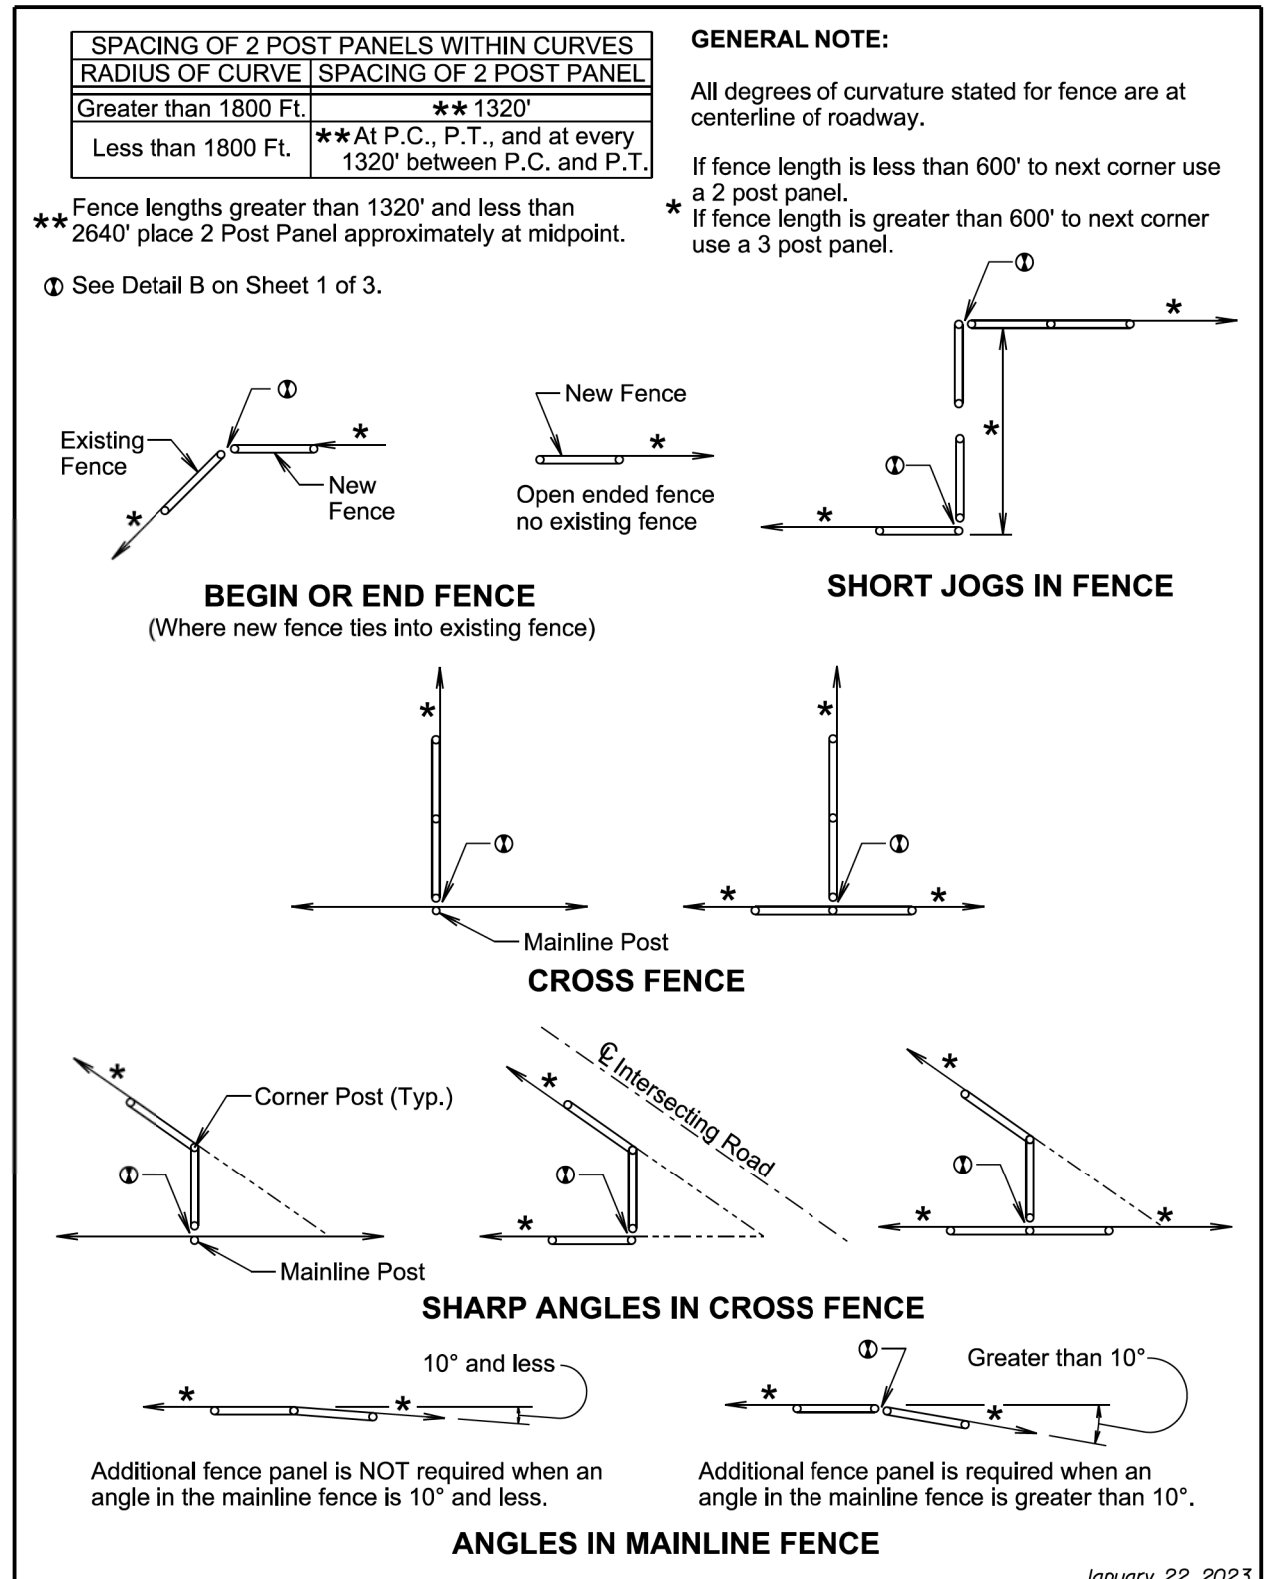 SPACING OF 2 POST PANELS WITHIN CURVES
RADIUS OF CURVE SPACING OF 2 POST PANEL
Greater than 1800 Ft. ** 1320'
Less than 1800 Ft. **At P.C., P.T., and at every
1320' between P.C. and P.T.
** Fence lengths greater than 1320' and less than
2640' place 2 Post Panel approximately at midpoint.
See Detail B on Sheet 1 of 3.
GENERAL NOTE:
All degrees of curvature stated for fence are at
centerline of roadway.
If fence length is less than 600' to next corner use
a 2 post panel.
* If fence length is greater than 600' to next corner
use a 3 post panel.
Existing
Fence
*
*
New
Fence
New Fence
*
Open ended fence
no existing fence
BEGIN OR END FENCE
(Where new fence ties into existing fence)
*
*
*
SHORT JOGS IN FENCE
*
Mainline Post
*
*
*
CROSS FENCE
*
Corner Post (Typ.)
Mainline Post
*
*
℄ Intersecting Road
*
*
*
SHARP ANGLES IN CROSS FENCE
10° and less
*
*
Additional fence panel is NOT required when an
angle in the mainline fence is 10° and less.
Greater than 10°
*
*
Additional fence panel is required when an
angle in the mainline fence is greater than 10°.
ANGLES IN MAINLINE FENCE
January 22, 2023